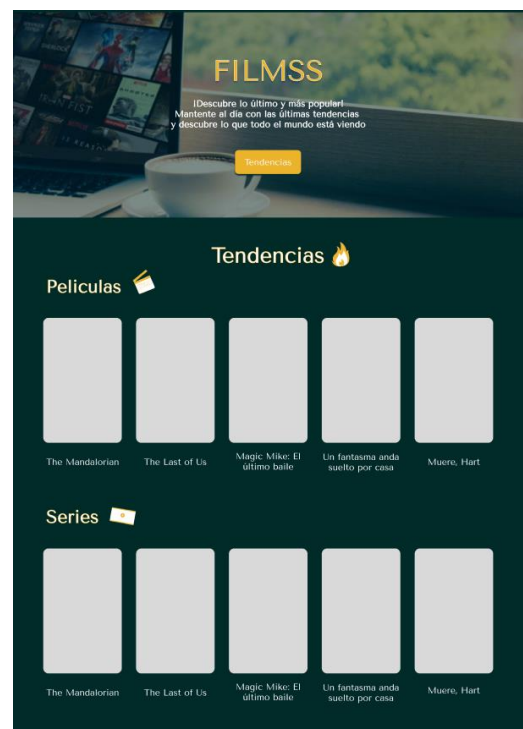 FILMSS
¡Descubre lo último y más popular!
Mantente al día con las últimas tendencias
y descubre lo que todo el mundo está viendo
Tendencias
Tendencias
Peliculas
The Mandalorian
The Last of Us
Magic Mike: El
último baile
Un fantasma anda
suelto por casa
Muere, Hart
Series
The Mandalorian
The Last of Us
Magic Mike: El
último baile
Un fantasma anda
suelto por casa
Muere, Hart